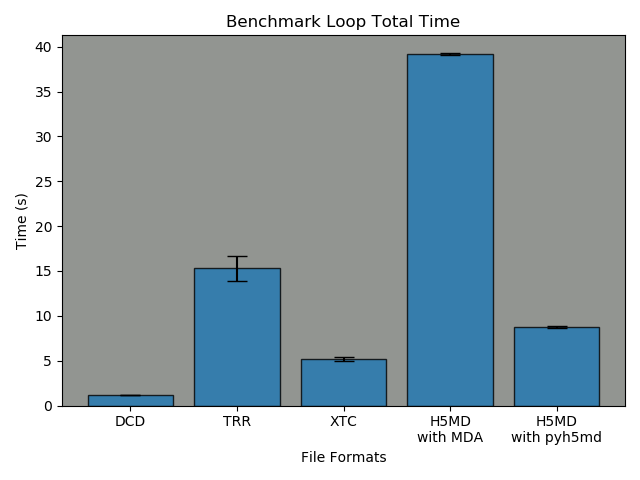 Benchmark Loop Total Time
Time (s)
40
35
30
25
20
15
10
5
0
DCD
TRR
XTC
H5MD
with MDA
H5MD
with pyh5md
File Formats